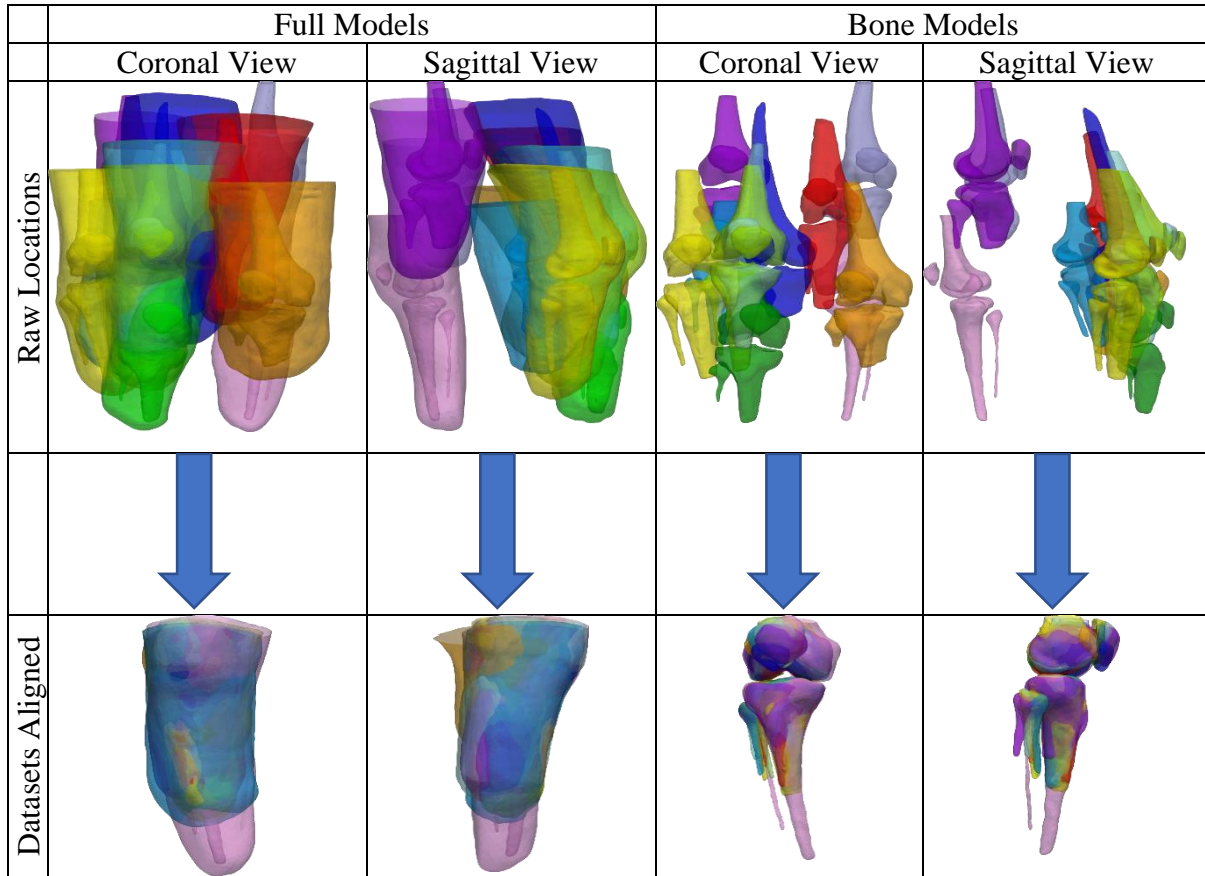 Full Models
Bone Models
Coronal View
Sagittal View
Coronal View
Sagittal View
Raw Locations
Datasets Aligned